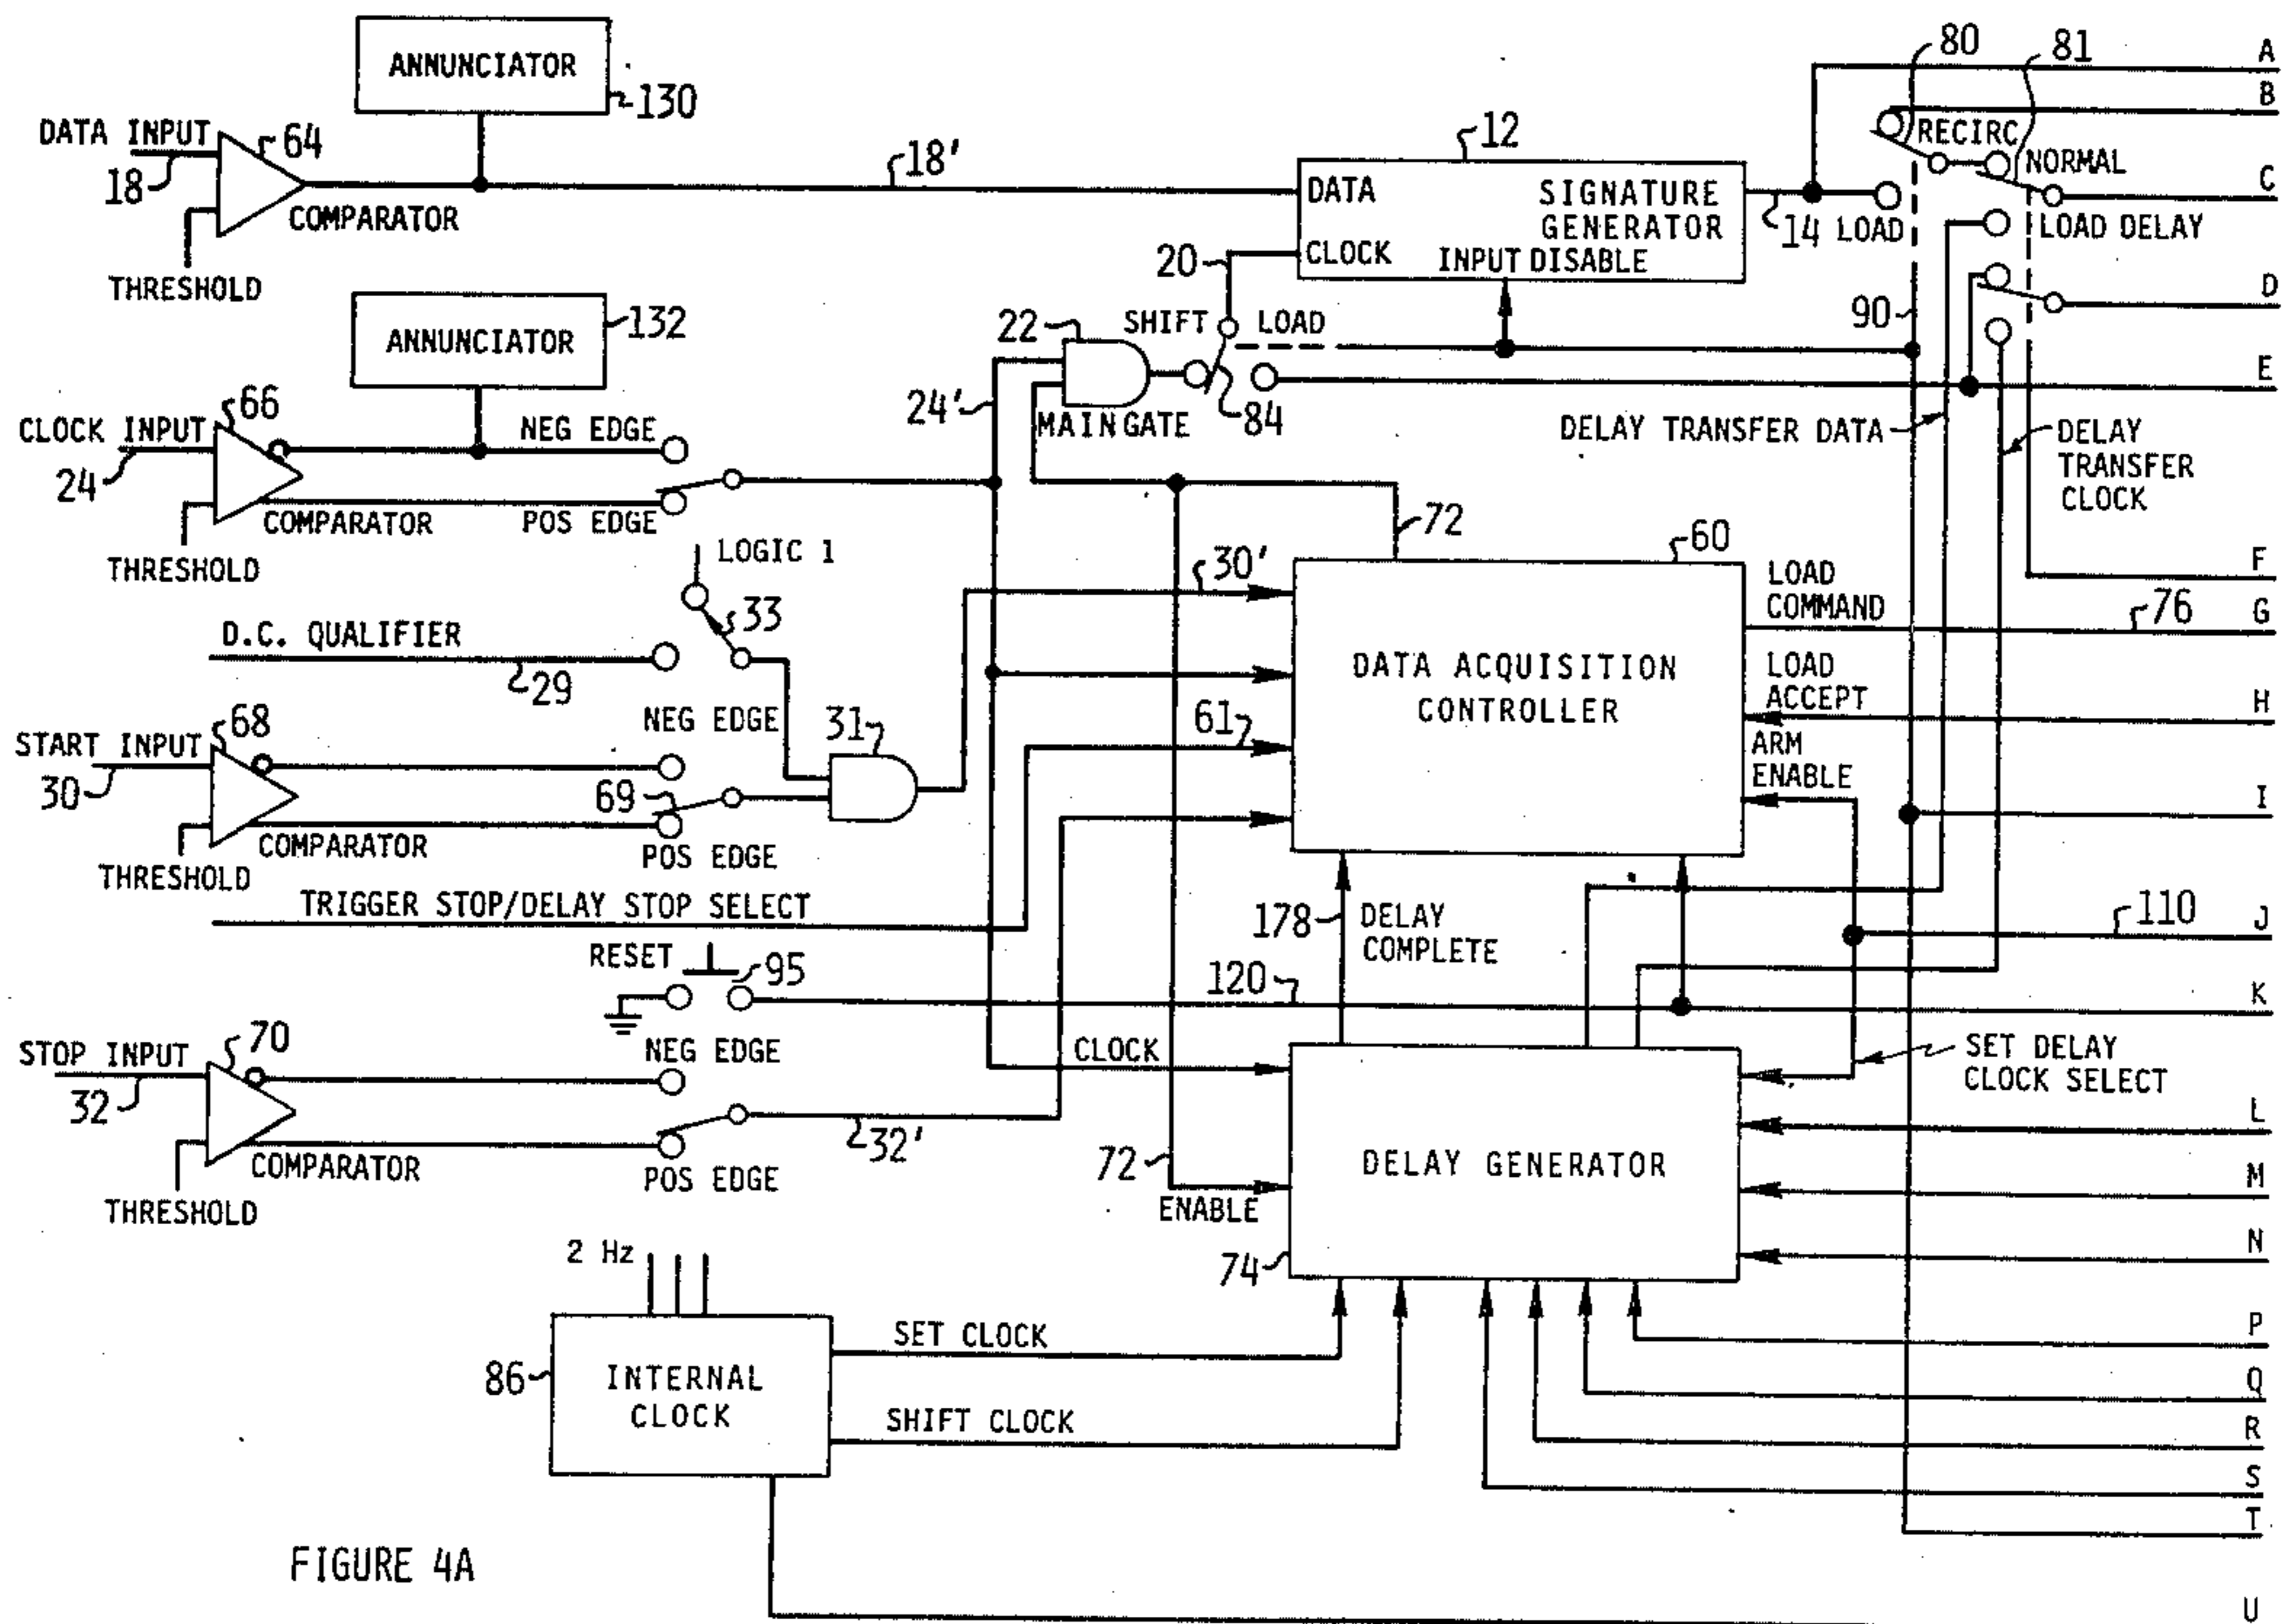 ANNUNCIATOR
130
DATA INPUT
18
64
COMPARATOR
THRESHOLD
18'
12
DATA
SIGNATURE
GENERATOR
CLOCK
INPUT DISABLE
14
LOAD
80
81
RECIRC
NORMAL
LOAD DELAY
A
B
C
D
E
ANNUNCIATOR
132
20
22
SHIFT
LOAD
84
MAIN GATE
90
24'
CLOCK INPUT
24
66
NEG EDGE
POS EDGE
COMPARATOR
THRESHOLD
DELAY TRANSFER DATA
DELAY
TRANSFER
CLOCK
LOGIC 1
33
D.C. QUALIFIER
29
72
30'
60
DATA ACQUISITION
CONTROLLER
61
LOAD
COMMAND
76
LOAD
ACCEPT
ARM
ENABLE
F
G
H
I
START INPUT
30
68
NEG EDGE
69
31
COMPARATOR
POS EDGE
THRESHOLD
TRIGGER STOP/DELAY STOP SELECT
178
DELAY
COMPLETE
110
J
RESET
95
120
K
STOP INPUT
32
70
NEG EDGE
CLOCK
SET DELAY
CLOCK SELECT
32'
COMPARATOR
POS EDGE
THRESHOLD
72
ENABLE
DELAY GENERATOR
74
L
M
N
2 Hz
SET CLOCK
86
INTERNAL
CLOCK
SHIFT CLOCK
P
Q
R
S
T
U
FIGURE 4A